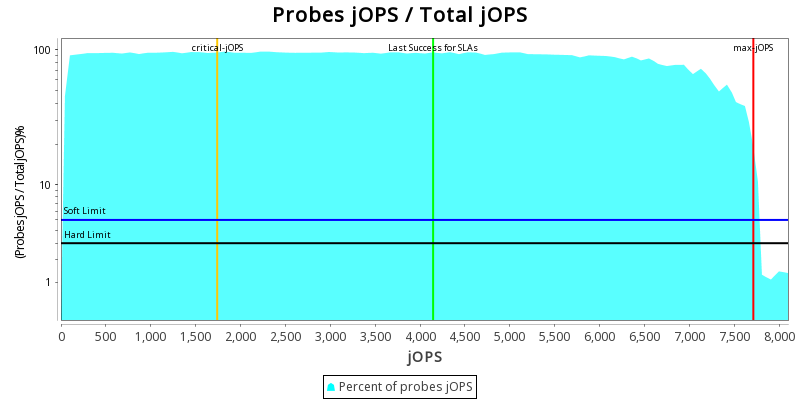 Probes jOPS / Total jOPS
critical-jOPS
Last Success for SLAs
max-jOPS
100
10
1
(Probes jOPS / Total jOPS)%
Soft Limit
Hard Limit
0 500 1,000 1,500 2,000 2,500 3,000 3,500 4,000 4,500 5,000 5,500 6,000 6,500 7,000 7,500 8,000
jOPS
Percent of probes jOPS